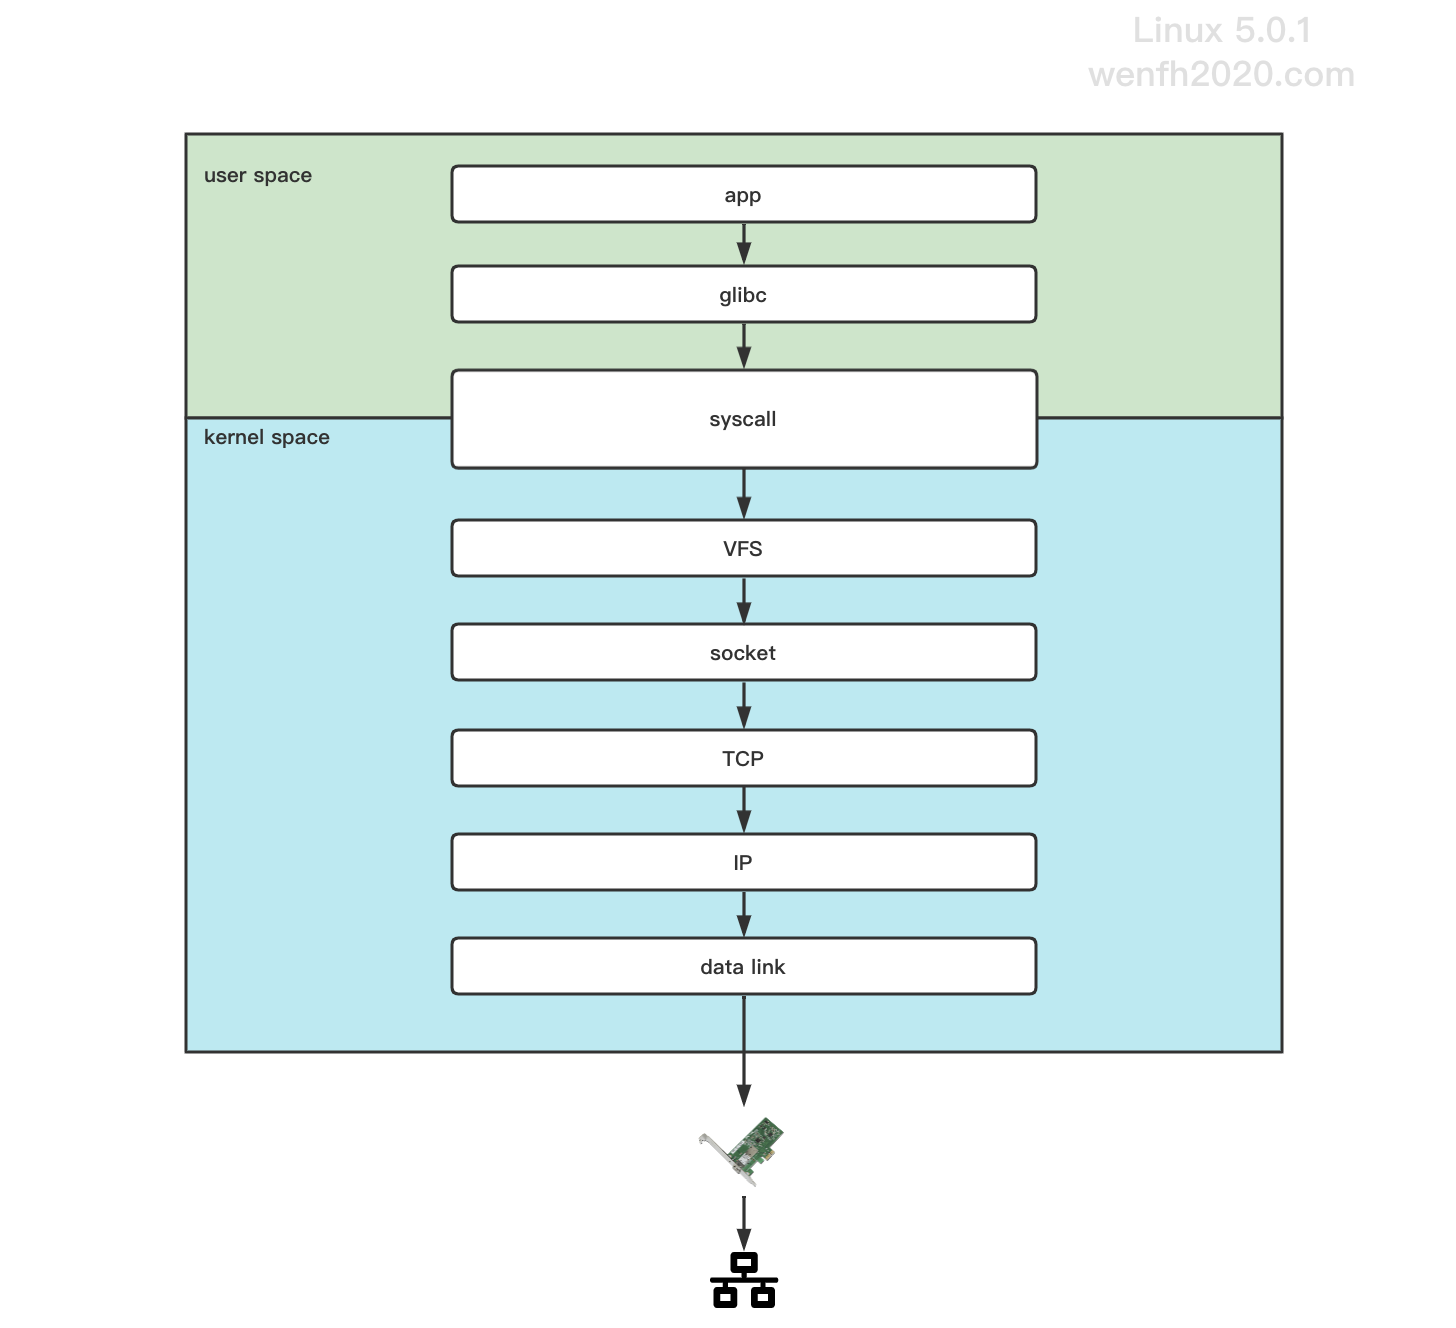 Linux 5.0.1
wenfh2020.com
user space
app
glibc
syscall
kernel space
VFS
socket
TCP
IP
data link